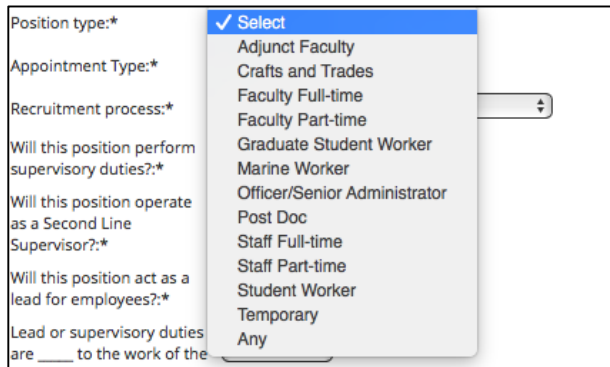 Position type:*
✓ Select
Adjunct Faculty
Appointment Type:*
Crafts and Trades
Faculty Full-time
Recruitment process:*
Faculty Part-time
Graduate Student Worker
Will this position perform
supervisory duties?:*
Marine Worker
Officer/Senior Administrator
Will this position operate
as a Second Line
Supervisor?:*
Post Doc
Staff Full-time
Staff Part-time
Will this position act as a
lead for employees?:*
Student Worker
Temporary
Any
Lead or supervisory duties
are _____ to the work of the